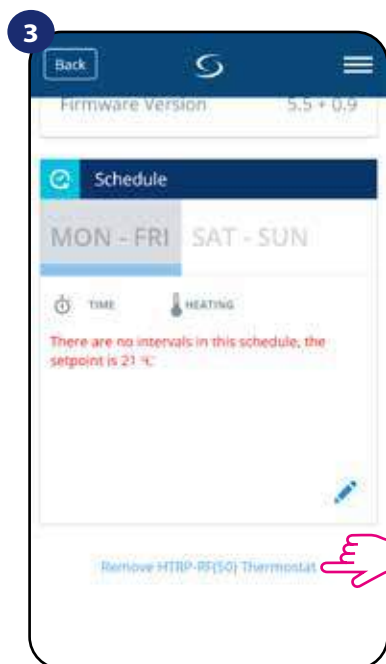 3
Back
Firmware Version 5.5 + 0.9
Schedule
MON - FRI SAT - SUN
TIME HEATING
There are no intervals in this schedule, the
setpoint is 21 °C
Remove HTRP-RF(50) Thermostat